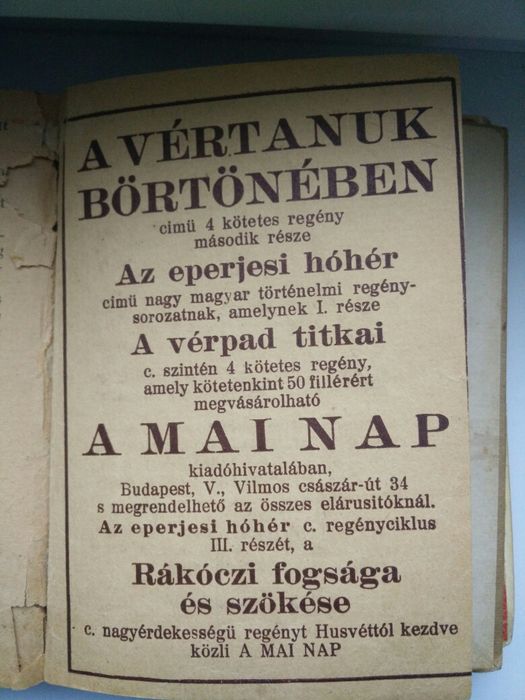 A VÉRTANUK
BÖRTÖNÉBEN
cimü 4 kötetes regény
második része
Az eperjesi hóhér
cimü nagy magyar történelmi regény-
sorozatnak, amelynek I. része
A vérpad titkai
c. szintén 4 kötetes regény,
amely kötetenkint 50 fillérért
megvásárolható
A MAI NAP
kiadóhivatalában,
Budapest, V., Vilmos császár-út 34
s megrendelhető az összes elárusitóknál.
Az eperjesi hóhér c. regényciklus
III. részét, a
Rákóczi fogsága
és szökése
c. nagyérdekességü regényt Husvéttól kezdve
közli A MAI NAP